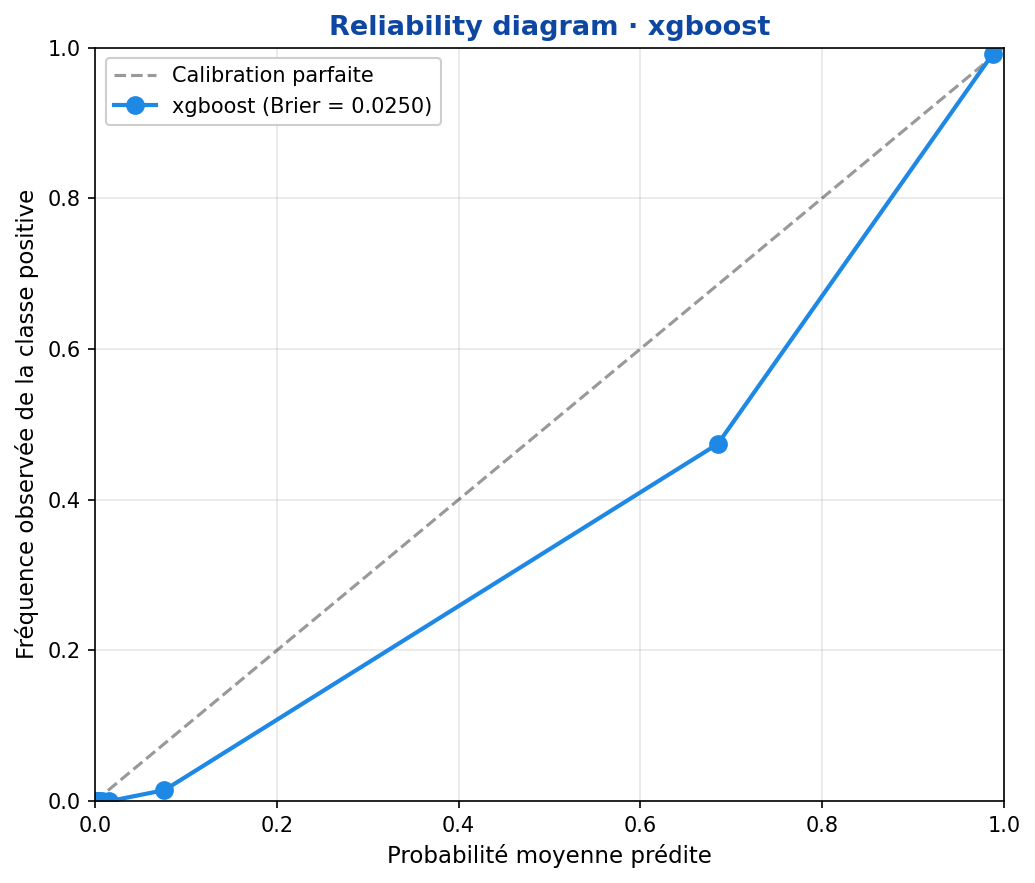 Reliability diagram · xgboost
Calibration parfaite
xgboost (Brier = 0.0250)
Fréquence observée de la classe positive
1.0
0.8
0.6
0.4
0.2
0.0
0.0 0.2 0.4 0.6 0.8 1.0
Probabilité moyenne prédite